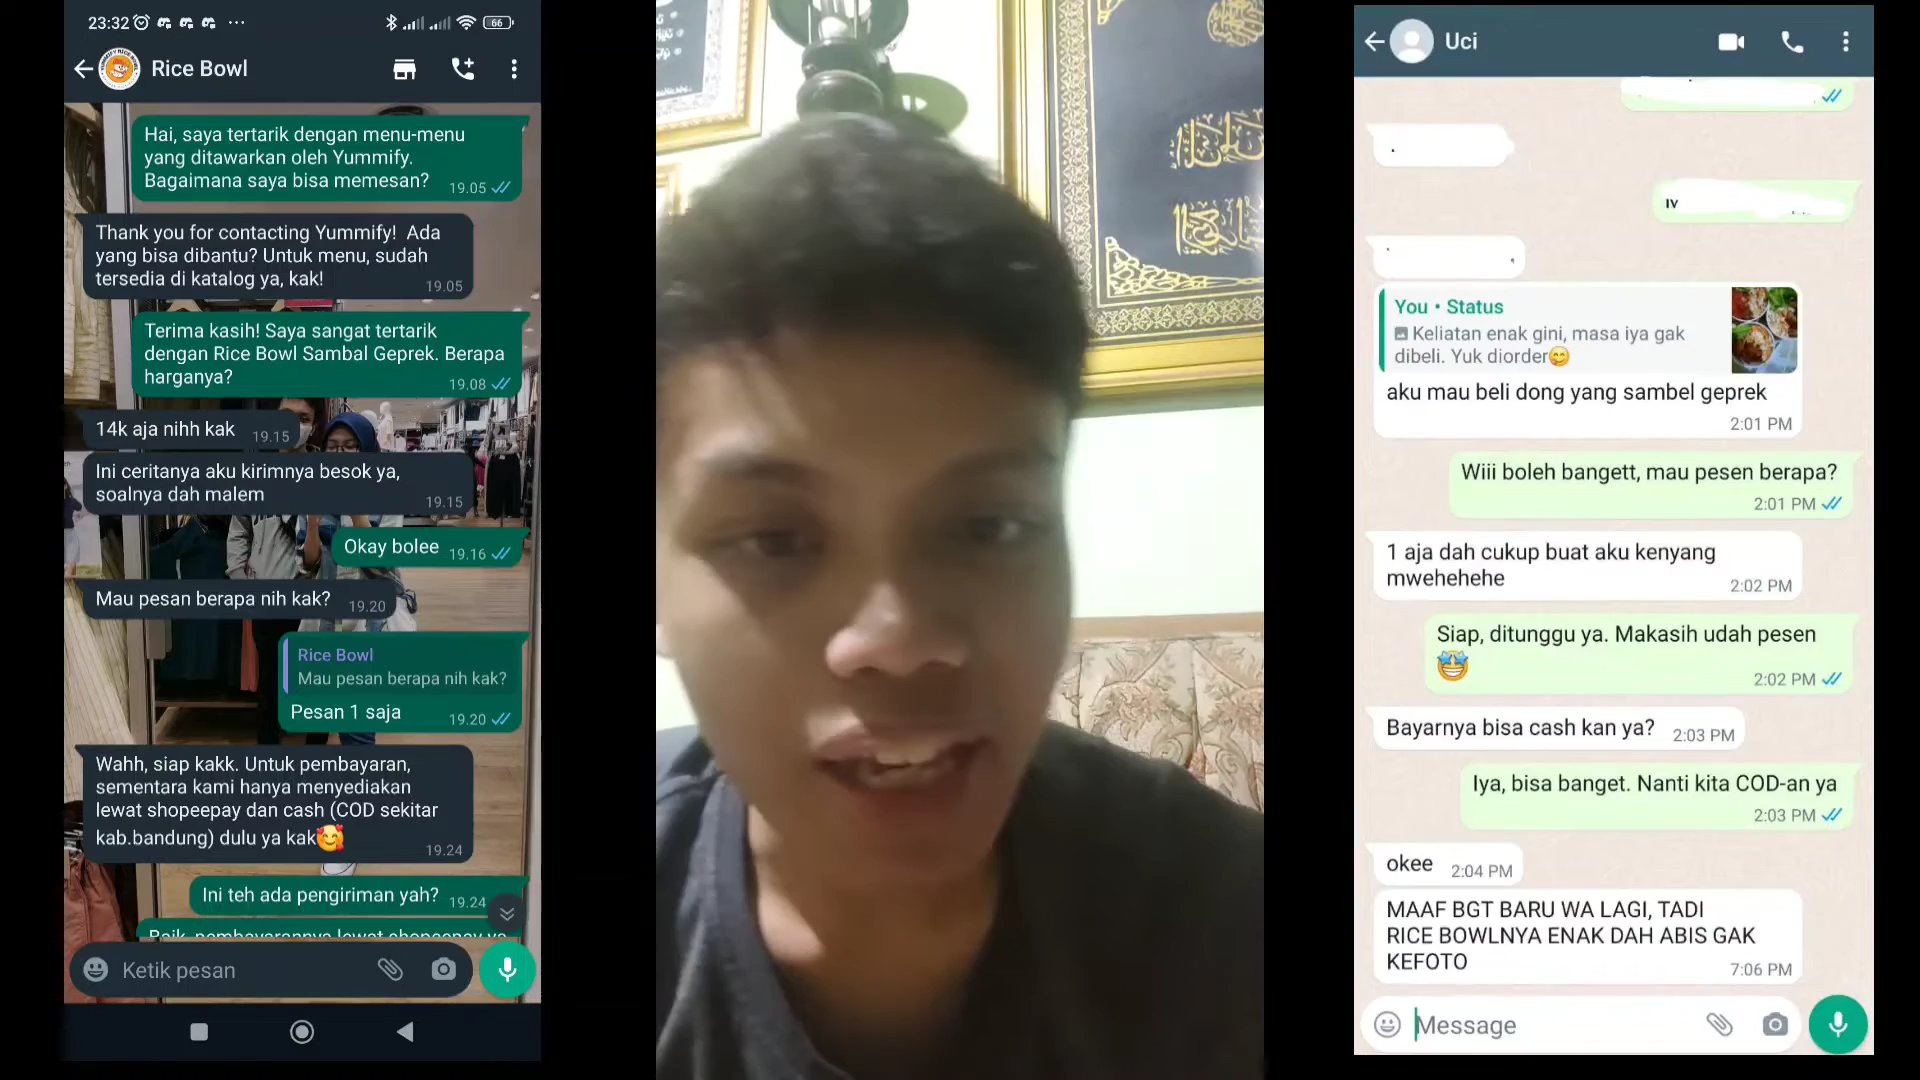 23:32
66
Rice Bowl
Hai, saya tertarik dengan menu-menu
yang ditawarkan oleh Yummify.
Bagaimana saya bisa memesan?
19.05
Thank you for contacting Yummify! Ada
yang bisa dibantu? Untuk menu, sudah
tersedia di katalog ya, kak!
19.05
Terima kasih! Saya sangat tertarik
dengan Rice Bowl Sambal Geprek. Berapa
harganya?
19.08
14k aja nihh kak 19.15
Ini ceritanya aku kirimnya besok ya,
soalnya dah malem
19.15
Okay bolee 19.16
Mau pesan berapa nih kak? 19.20
Rice Bowl
Mau pesan berapa nih kak?
Pesan 1 saja 19.20
Wahh, siap kakk. Untuk pembayaran,
sementara kami hanya menyediakan
lewat shopeepay dan cash (COD sekitar
kab.bandung) dulu ya kak🥰
19.24
Ini teh ada pengiriman yah? 19.24
Baik, pembayarannya lewat shopeepay ya
Ketik pesan
Uci
You • Status
Keliatan enak gini, masa iya gak
dibeli. Yuk diorder😋
aku mau beli dong yang sambel geprek
2:01 PM
Wiii boleh bangett, mau pesen berapa?
2:01 PM
1 aja dah cukup buat aku kenyang
mwehehehe
2:02 PM
Siap, ditunggu ya. Makasih udah pesen
🤩
2:02 PM
Bayarnya bisa cash kan ya? 2:03 PM
Iya, bisa banget. Nanti kita COD-an ya
2:03 PM
okee 2:04 PM
MAAF BGT BARU WA LAGI, TADI
RICE BOWLNYA ENAK DAH ABIS GAK
KEFOTO
7:06 PM
Message